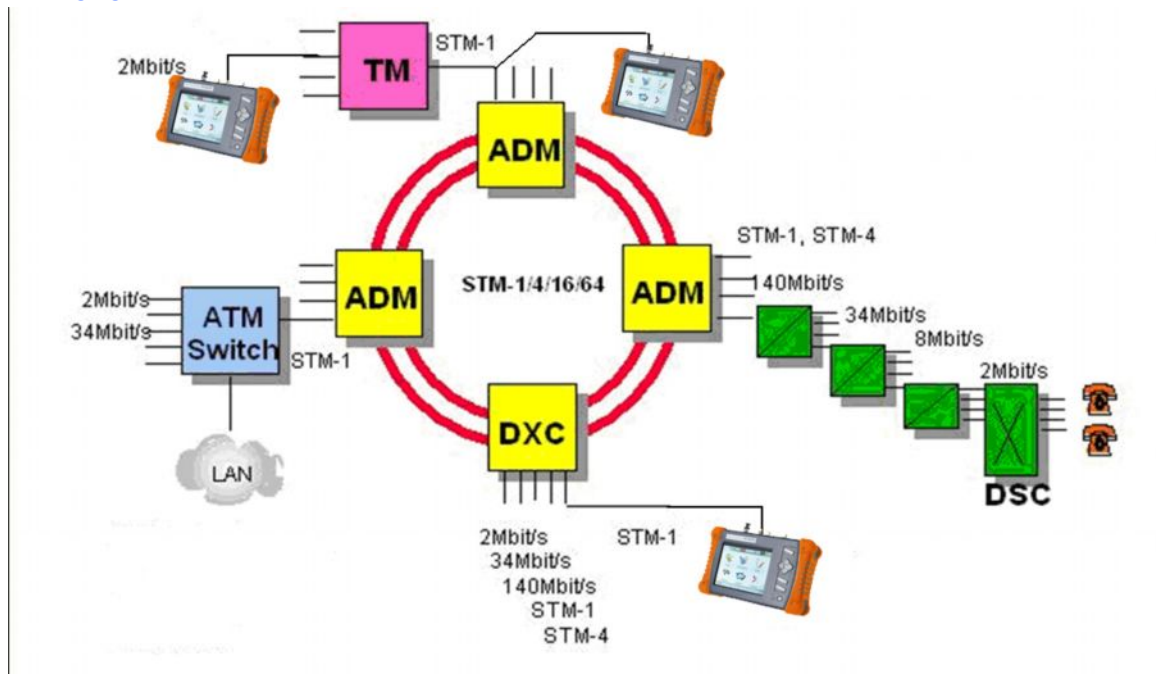 STM-1
TM
2Mbit/s
ADM
STM-1, STM-4
ADM
STM-1/4/16/64
ADM
140Mbit/s
2Mbit/s
34Mbit/s
ATM
Switch
STM-1
34Mbit/s
8Mbit/s
2Mbit/s
DXC
LAN
DSC
2Mbit/s
34Mbit/s
140Mbit/s
STM-1
STM-4
STM-1